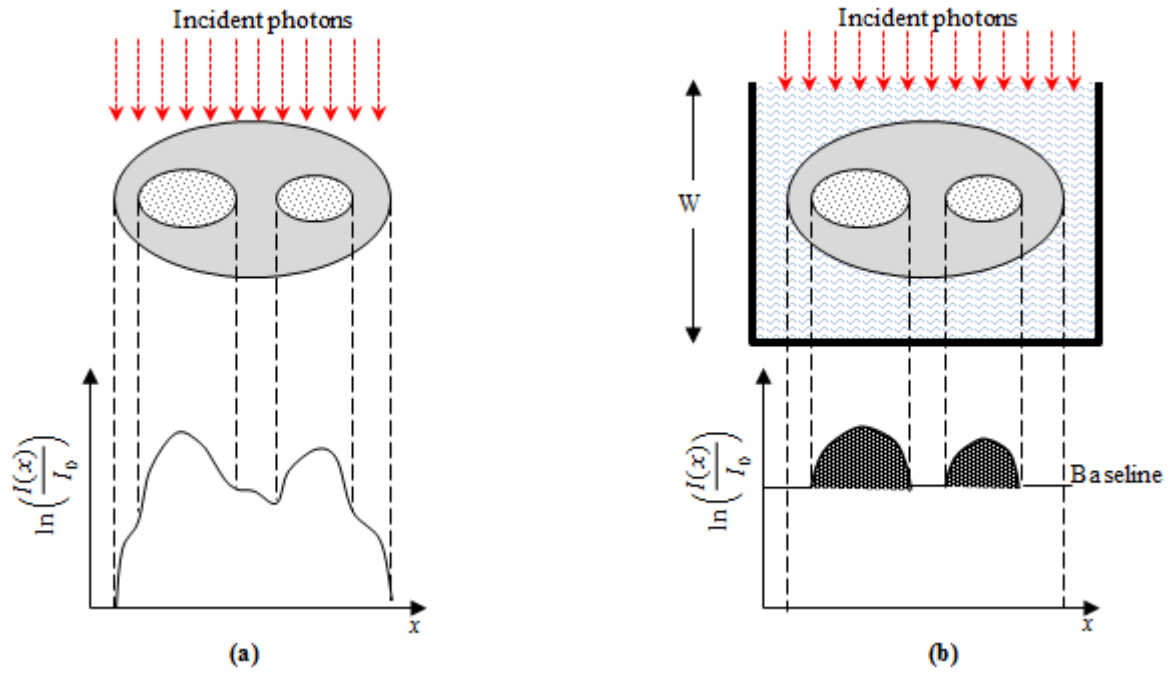 Incident photons
ln(I(x)/I₀)
x
(a)
Incident photons
W
ln(I(x)/I₀)
Baseline
x
(b)